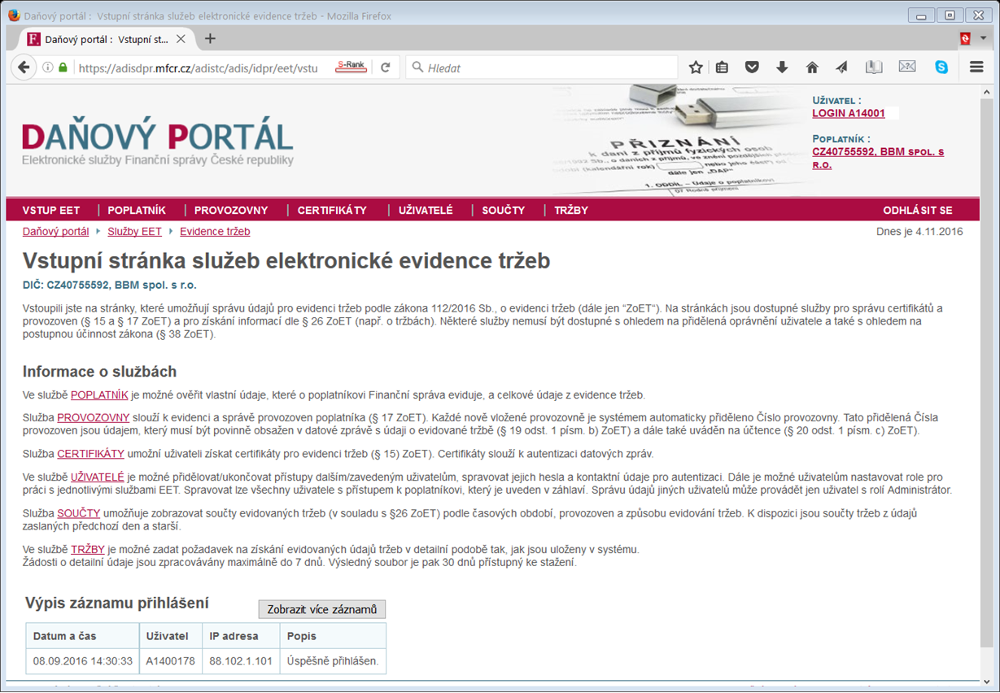 Daňový portál :  Vstupní stránka služeb elektronické evidence tržeb - Mozilla Firefox
F. Daňový portál :  Vstupní st...
https://adisdpr.mfcr.cz/adistc/adis/idpr/eet/vstu
S-Rank
Hledat
DAŇOVÝ PORTÁL
Elektronické služby Finanční správy České republiky
PŘIZNÁNÍ
k dani z příjmů fyzických osob
dále jen „DAP“
1. ODDÍL – Údaje o poplatníkovi
UŽIVATEL :
LOGIN A14001
POPLATNÍK :
CZ40755592, BBM SPOL. S
R.O.
VSTUP EET | POPLATNÍK | PROVOZOVNY | CERTIFIKÁTY | UŽIVATELÉ | SOUČTY | TRŽBY ODHLÁSIT SE
Daňový portál Služby EET Evidence tržeb Dnes je 4.11.2016
Vstupní stránka služeb elektronické evidence tržeb
DIČ: CZ40755592, BBM spol. s r.o.
Vstoupili jste na stránky, které umožňují správu údajů pro evidenci tržeb podle zákona 112/2016 Sb., o evidenci tržeb (dále jen “ZoET“). Na stránkách jsou dostupné služby pro správu certifikátů a
provozoven (§ 15 a § 17 ZoET) a pro získání informací dle § 26 ZoET (např. o tržbách). Některé služby nemusí být dostupné s ohledem na přidělená oprávnění uživatele a také s ohledem na
postupnou účinnost zákona (§ 38 ZoET).
Informace o službách
Ve službě POPLATNÍK je možné ověřit vlastní údaje, které o poplatníkovi Finanční správa eviduje, a celkové údaje z evidence tržeb.
Služba PROVOZOVNY slouží k evidenci a správě provozoven poplatníka (§ 17 ZoET). Každé nově vložené provozovně je systémem automaticky přiděleno Číslo provozovny. Tato přidělená Čísla
provozoven jsou údajem, který musí být povinně obsažen v datové zprávě s údaji o evidované tržbě (§ 19 odst. 1 písm. b) ZoET) a dále také uváděn na účtence (§ 20 odst. 1 písm. c) ZoET).
Služba CERTIFIKÁTY umožní uživateli získat certifikáty pro evidenci tržeb (§ 15) ZoET). Certifikáty slouží k autentizaci datových zpráv.
Ve službě UŽIVATELÉ je možné přidělovat/ukončovat přístupy dalším/zavedeným uživatelům, spravovat jejich hesla a kontaktní údaje pro autentizaci. Dále je možné uživatelům nastavovat role pro
práci s jednotlivými službami EET. Spravovat lze všechny uživatele s přístupem k poplatníkovi, který je uveden v záhlaví. Správu údajů jiných uživatelů může provádět jen uživatel s rolí Administrátor.
Služba SOUČTY umožňuje zobrazovat součty evidovaných tržeb (v souladu s §26 ZoET) podle časových období, provozoven a způsobu evidování tržeb. K dispozici jsou součty tržeb z údajů
zaslaných předchozí den a starší.
Ve službě TRŽBY je možné zadat požadavek na získání evidovaných údajů tržeb v detailní podobě tak, jak jsou uloženy v systému.
Žádosti o detailní údaje jsou zpracovávány maximálně do 7 dnů. Výsledný soubor je pak 30 dnů přístupný ke stažení.
Výpis záznamu přihlášení Zobrazit více záznamů
Datum a čas Uživatel IP adresa Popis
08.09.2016 14:30:33 A1400178 88.102.1.101 Úspěšně přihlášen.